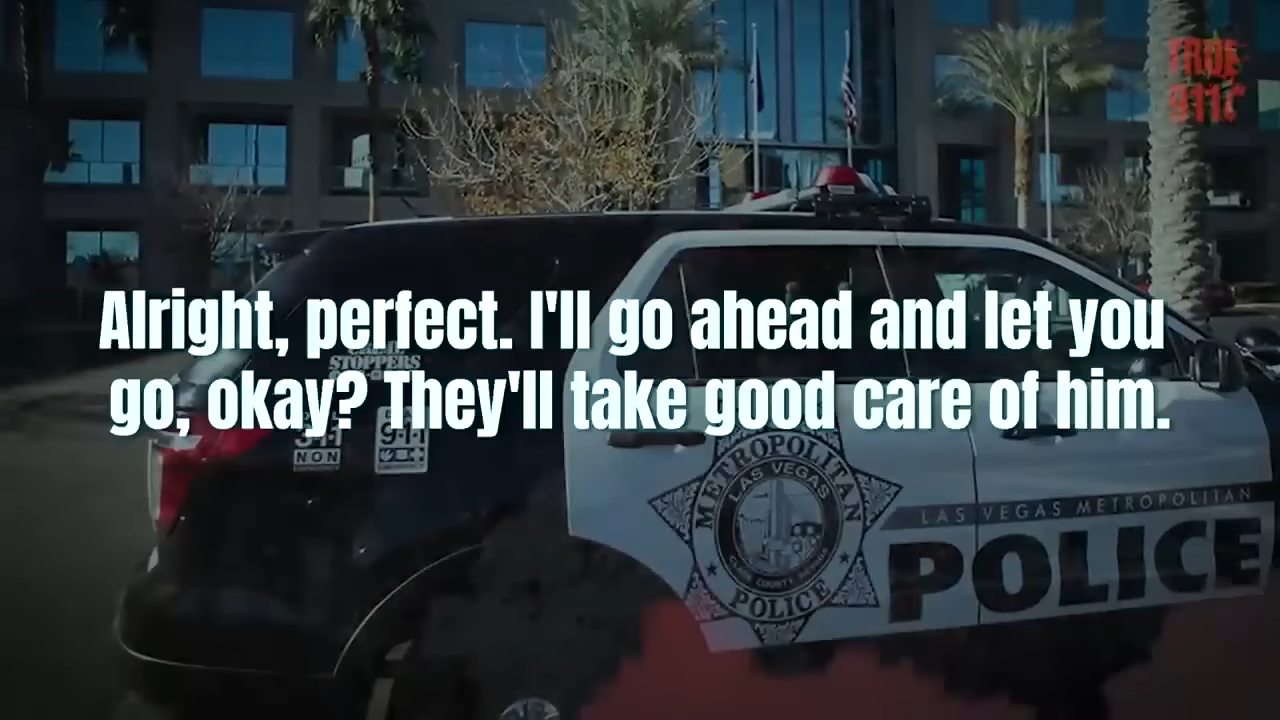 TRUE
911
Alright, perfect. I'll go ahead and let you
go, okay? They'll take good care of him.
STOPPERS
NON
911
METROPOLITAN
LAS VEGAS
POLICE
LAS VEGAS METROPOLITAN
POLICE